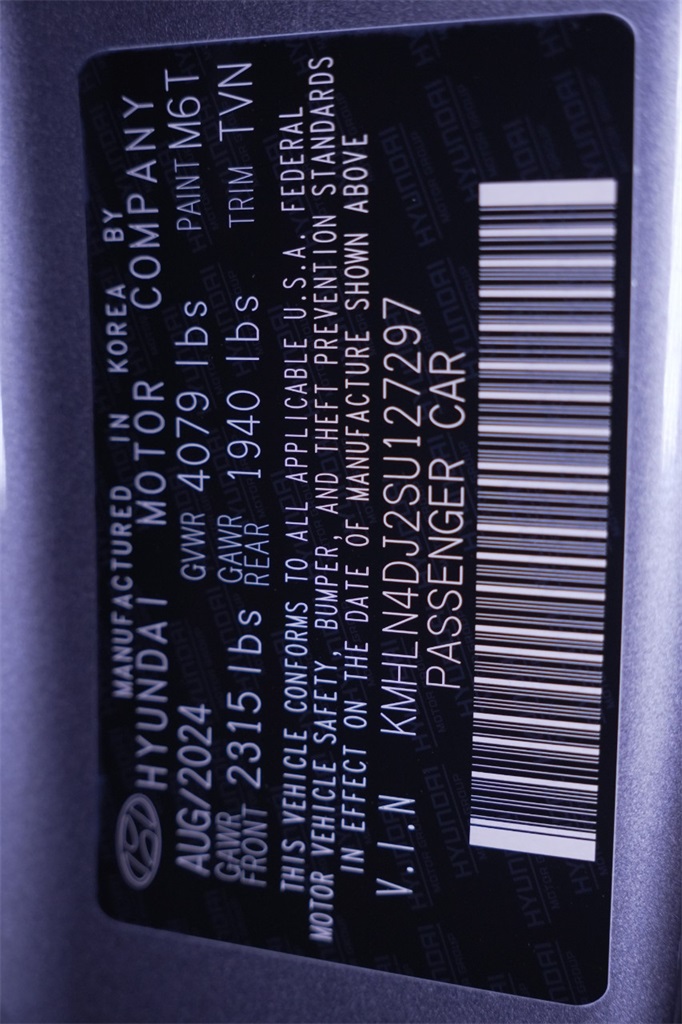 MANUFACTURED IN KOREA BY
HYUNDAI MOTOR COMPANY
AUG/2024 GVWR 4079 lbs PAINT M6T
GAWR FRONT 2315 lbs GAWR REAR 1940 lbs TRIM TVN
THIS VEHICLE CONFORMS TO ALL APPLICABLE U.S.A. FEDERAL
MOTOR VEHICLE SAFETY, BUMPER, AND THEFT PREVENTION STANDARDS
IN EFFECT ON THE DATE OF MANUFACTURE SHOWN ABOVE
V.I.N KMHLN4DJ2SU127297
PASSENGER CAR